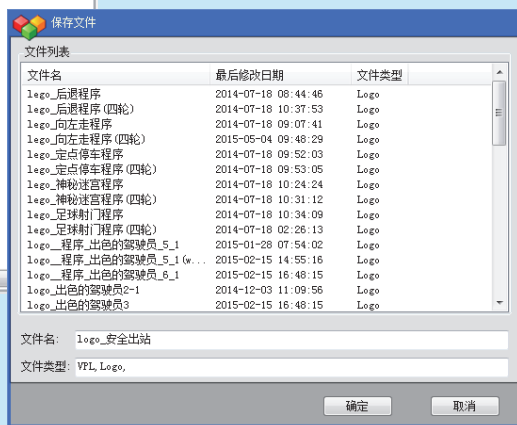 保存文件
文件列表
文件名 最后修改日期 文件类型
lego_后退程序 2014-07-18 08:44:46 Logo
lego_后退程序(四轮) 2014-07-18 10:37:53 Logo
lego_向左走程序 2014-07-18 09:07:41 Logo
lego_向左走程序(四轮) 2015-05-04 09:48:29 Logo
lego_定点停车程序 2014-07-18 09:52:03 Logo
lego_定点停车程序(四轮) 2014-07-18 09:53:05 Logo
lego_神秘迷宫程序 2014-07-18 10:24:24 Logo
lego_神秘迷宫程序(四轮) 2014-07-18 10:31:12 Logo
lego_足球射门程序 2014-07-18 10:34:09 Logo
lego_足球射门程序(四轮) 2014-07-18 02:26:13 Logo
logo__程序_出色的驾驶员_5_1 2015-01-28 07:54:02 Logo
logo__程序_出色的驾驶员_5_1(w... 2015-02-15 14:55:16 Logo
logo__程序_出色的驾驶员_6_1 2015-02-15 16:48:15 Logo
logo_出色的驾驶员2-1 2014-12-03 11:09:56 Logo
logo_出色的驾驶员3 2015-02-15 16:48:15 Logo
文件名: logo_安全出站
文件类型: VPL,Logo,
确定 取消